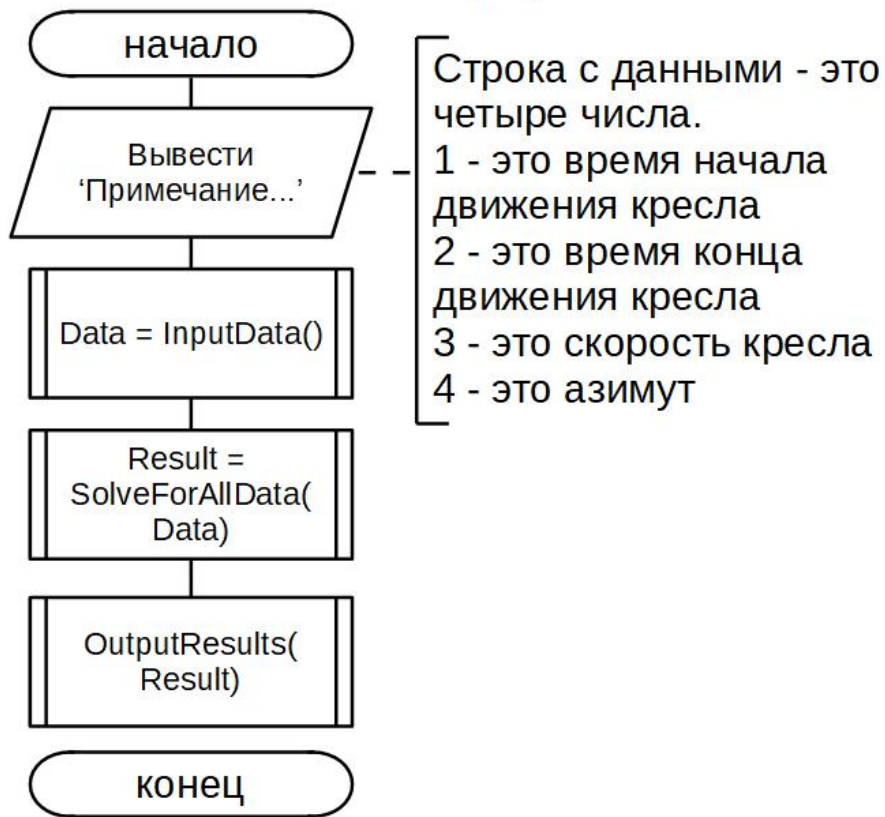 начало
Вывести
‘Примечание...’
Строка с данными - это
четыре числа.
1 - это время начала
движения кресла
2 - это время конца
движения кресла
3 - это скорость кресла
4 - это азимут
Data = InputData()
Result =
SolveForAllData(
Data)
OutputResults(
Result)
конец